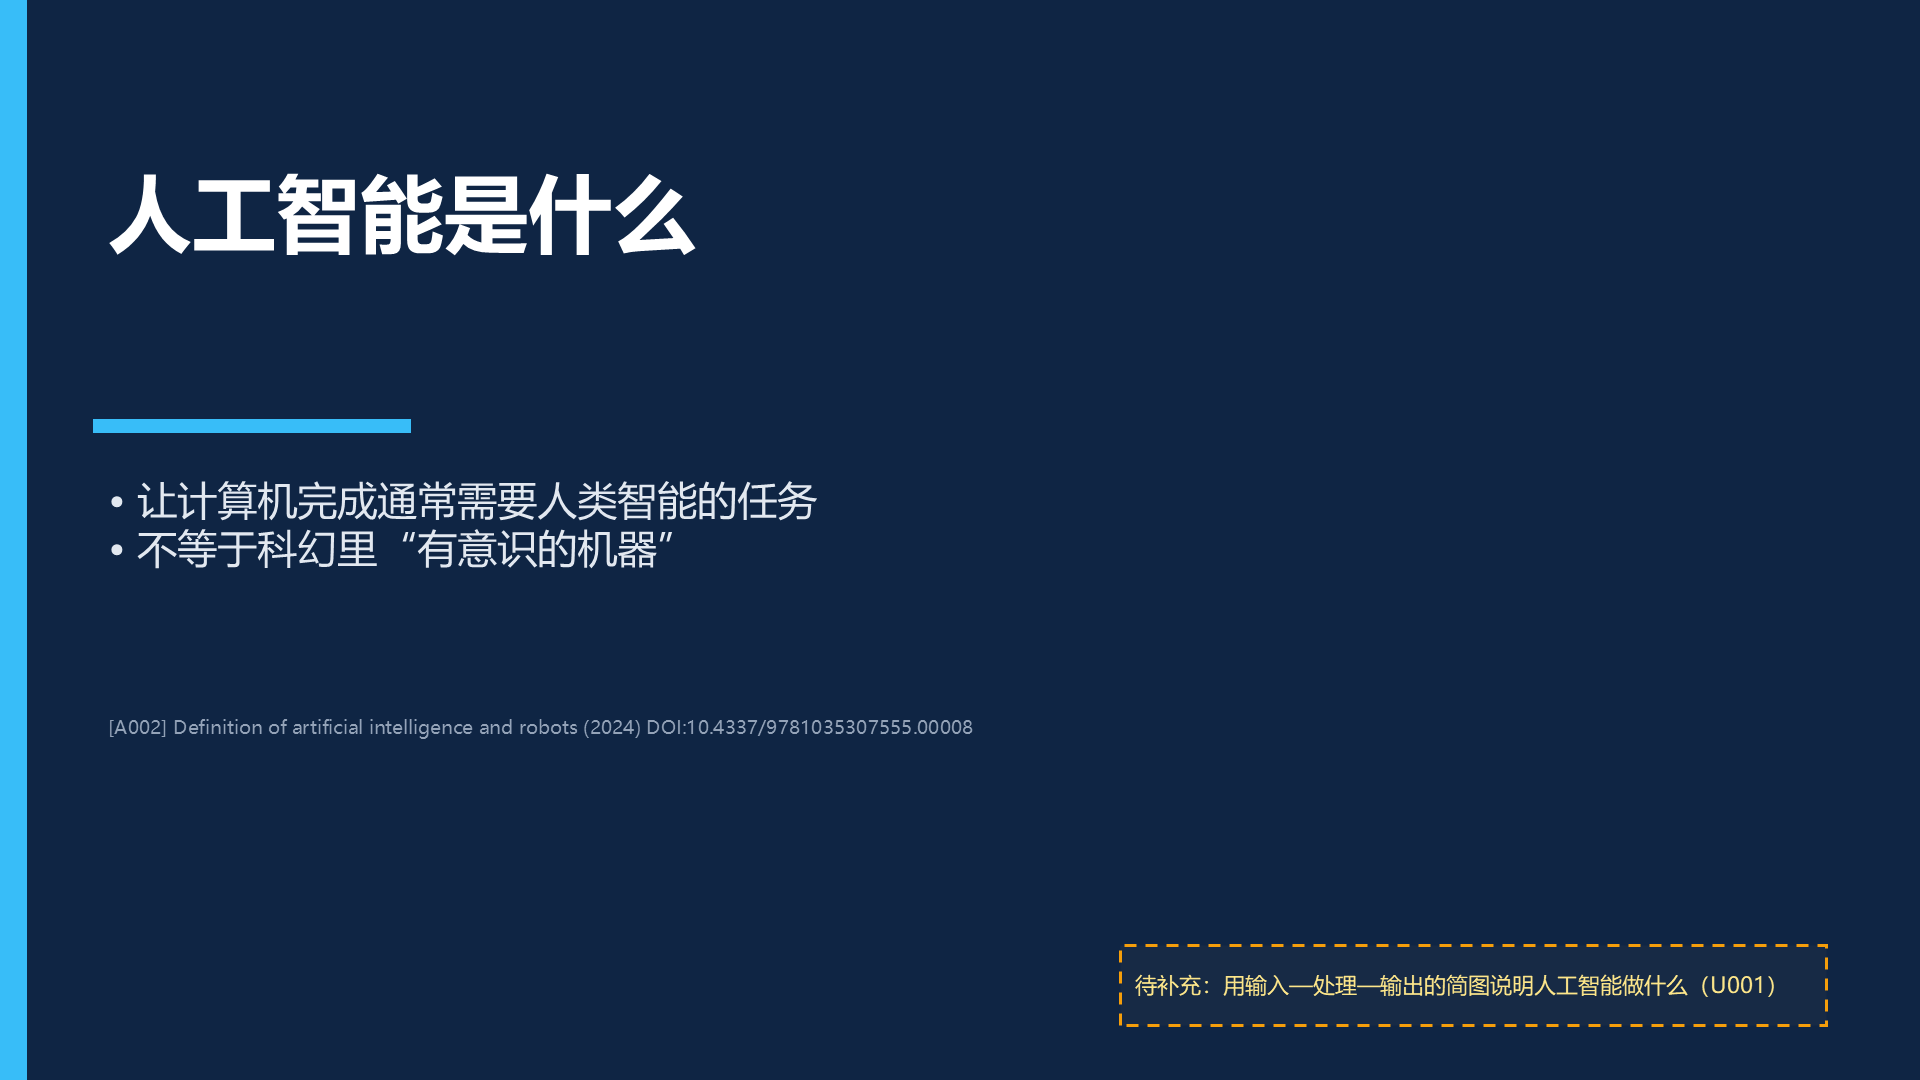 人工智能是什么
• 让计算机完成通常需要人类智能的任务
• 不等于科幻里“有意识的机器”
[A002] Definition of artificial intelligence and robots (2024) DOI:10.4337/9781035307555.00008
待补充：用输入—处理—输出的简图说明人工智能做什么（U001）